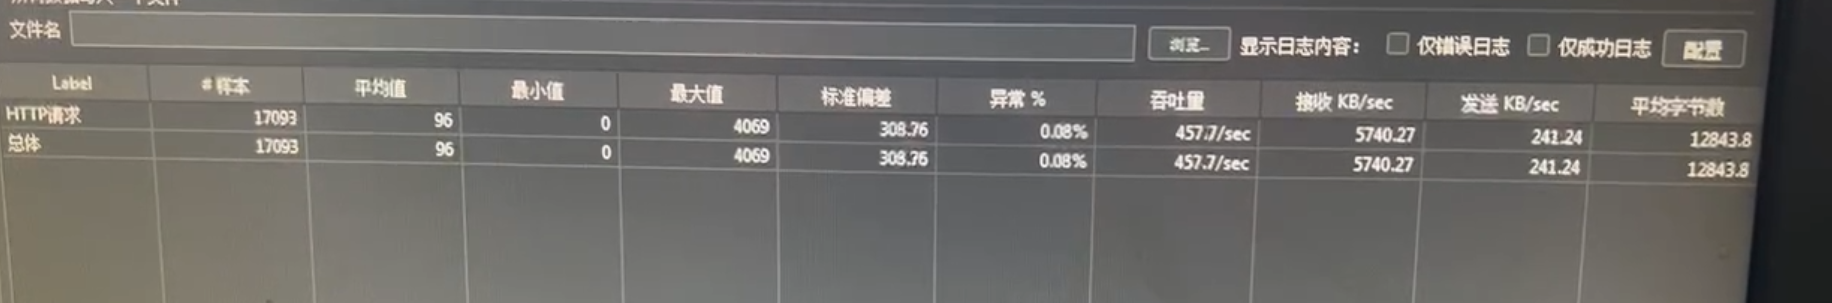 文件名 浏览... 显示日志内容: 仅错误日志 仅成功日志 配置
Label # 样本 平均值 最小值 最大值 标准偏差 异常 % 吞吐量 接收 KB/sec 发送 KB/sec 平均字节数
HTTP请求 17093 96 0 4069 308.76 0.08% 457.7/sec 5740.27 241.24 12843.8
总体 17093 96 0 4069 308.76 0.08% 457.7/sec 5740.27 241.24 12843.8